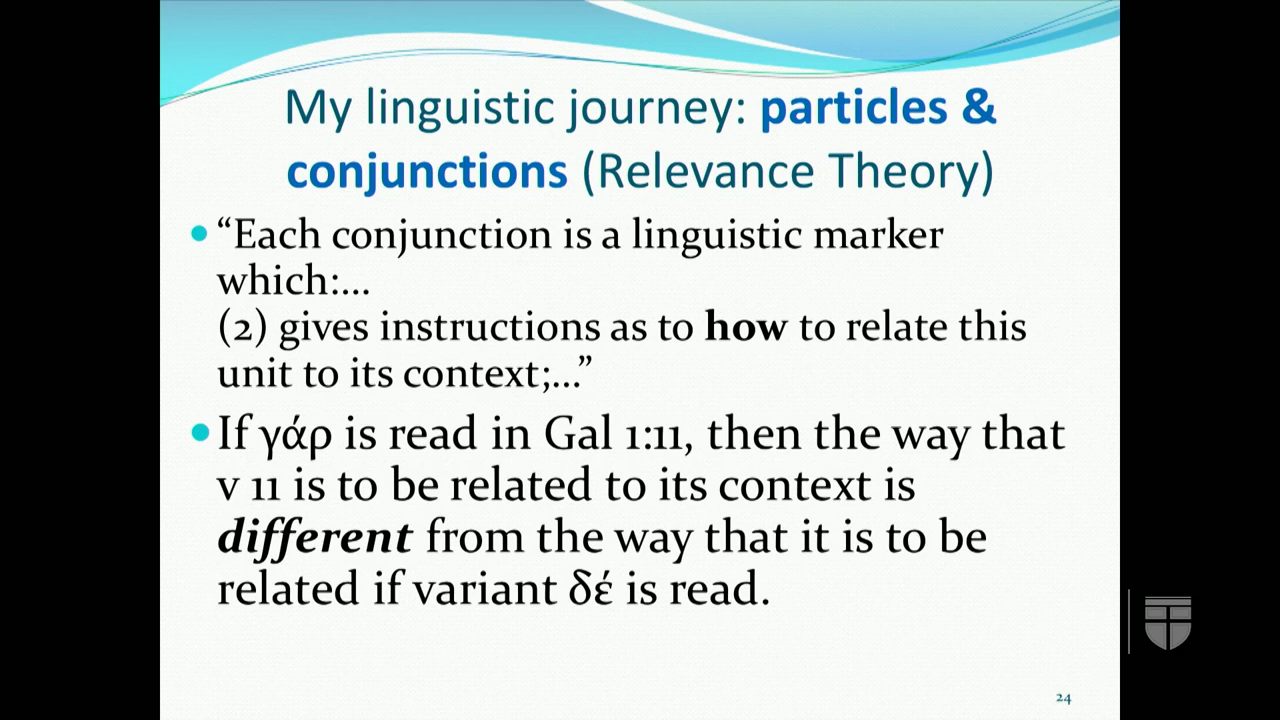 My linguistic journey: particles &
conjunctions (Relevance Theory)
• “Each conjunction is a linguistic marker
which:...
(2) gives instructions as to how to relate this
unit to its context;...”
• If γάρ is read in Gal 1:11, then the way that
v 11 is to be related to its context is
different from the way that it is to be
related if variant δέ is read.
24